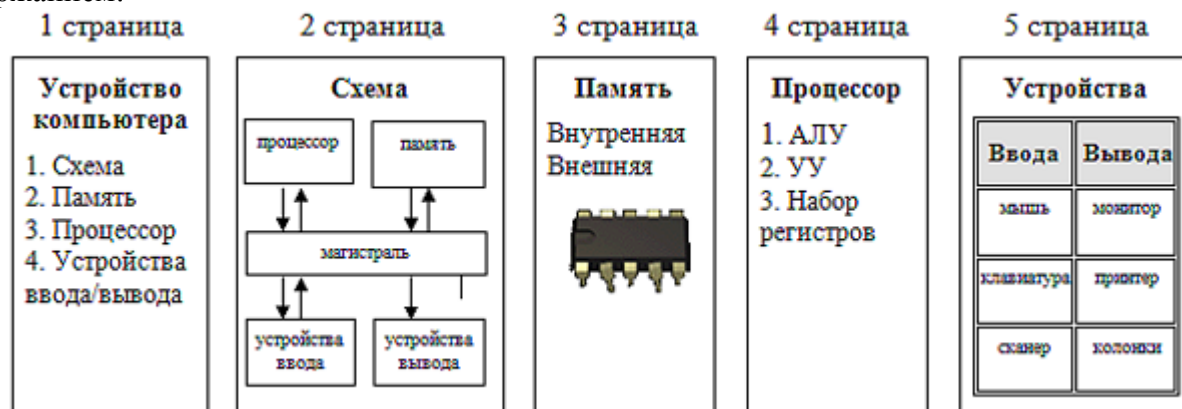 1 страница
2 страница
3 страница
4 страница
5 страница
Устройство
компьютера
1. Схема
2. Память
3. Процессор
4. Устройства
ввода/вывода
Схема
процессор
память
магистраль
устройства
ввода
устройства
вывода
Память
Внутренняя
Внешняя
Процессор
1. АЛУ
2. УУ
3. Набор
регистров
Устройства
Ввода Вывода
мышь монитор
клавиатура принтер
сканер колонки